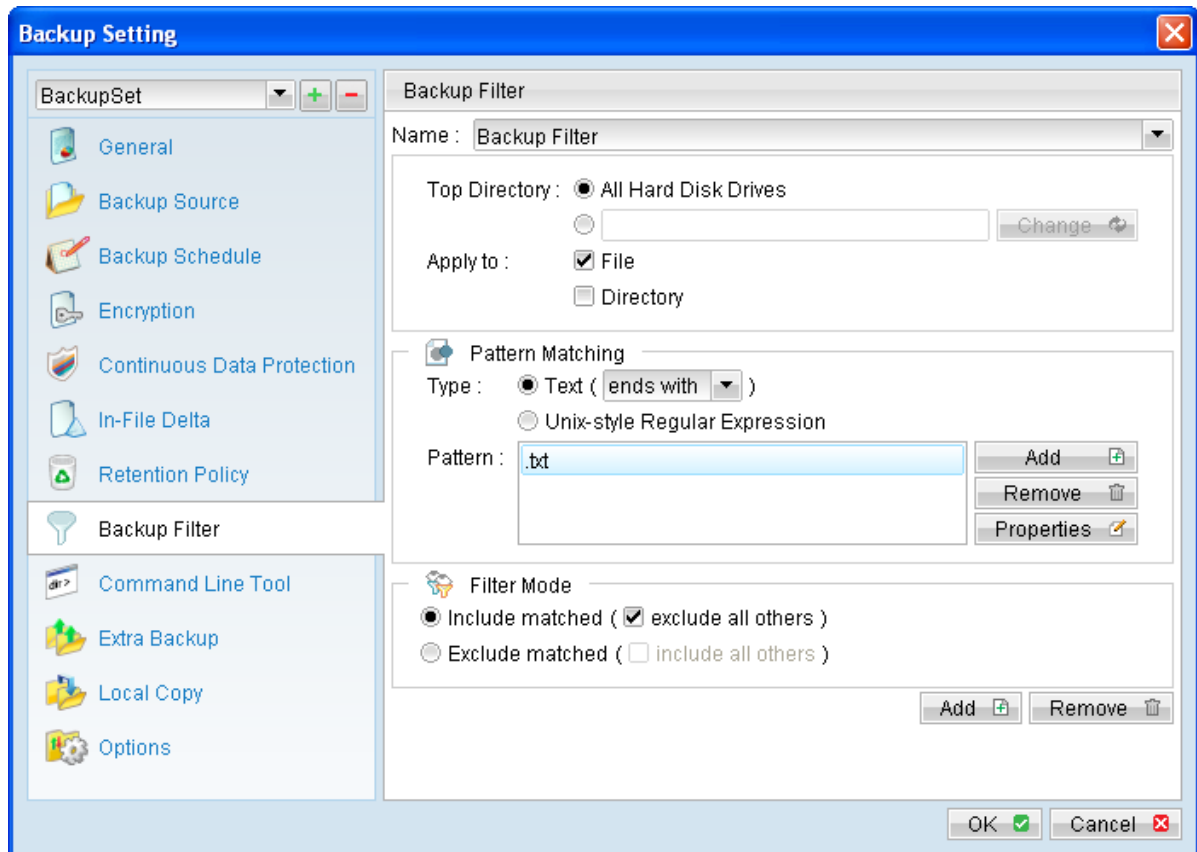 Backup Setting
BackupSet
General
Backup Source
Backup Schedule
Encryption
Continuous Data Protection
In-File Delta
Retention Policy
Backup Filter
dir>
Command Line Tool
Extra Backup
Local Copy
Options
Backup Filter
Name : Backup Filter
Top Directory : All Hard Disk Drives
Change
Apply to : File
Directory
Pattern Matching
Type : Text ( ends with )
Unix-style Regular Expression
Pattern : .txt
Add
Remove
Properties
Filter Mode
Include matched ( exclude all others )
Exclude matched ( include all others )
Add Remove
OK Cancel